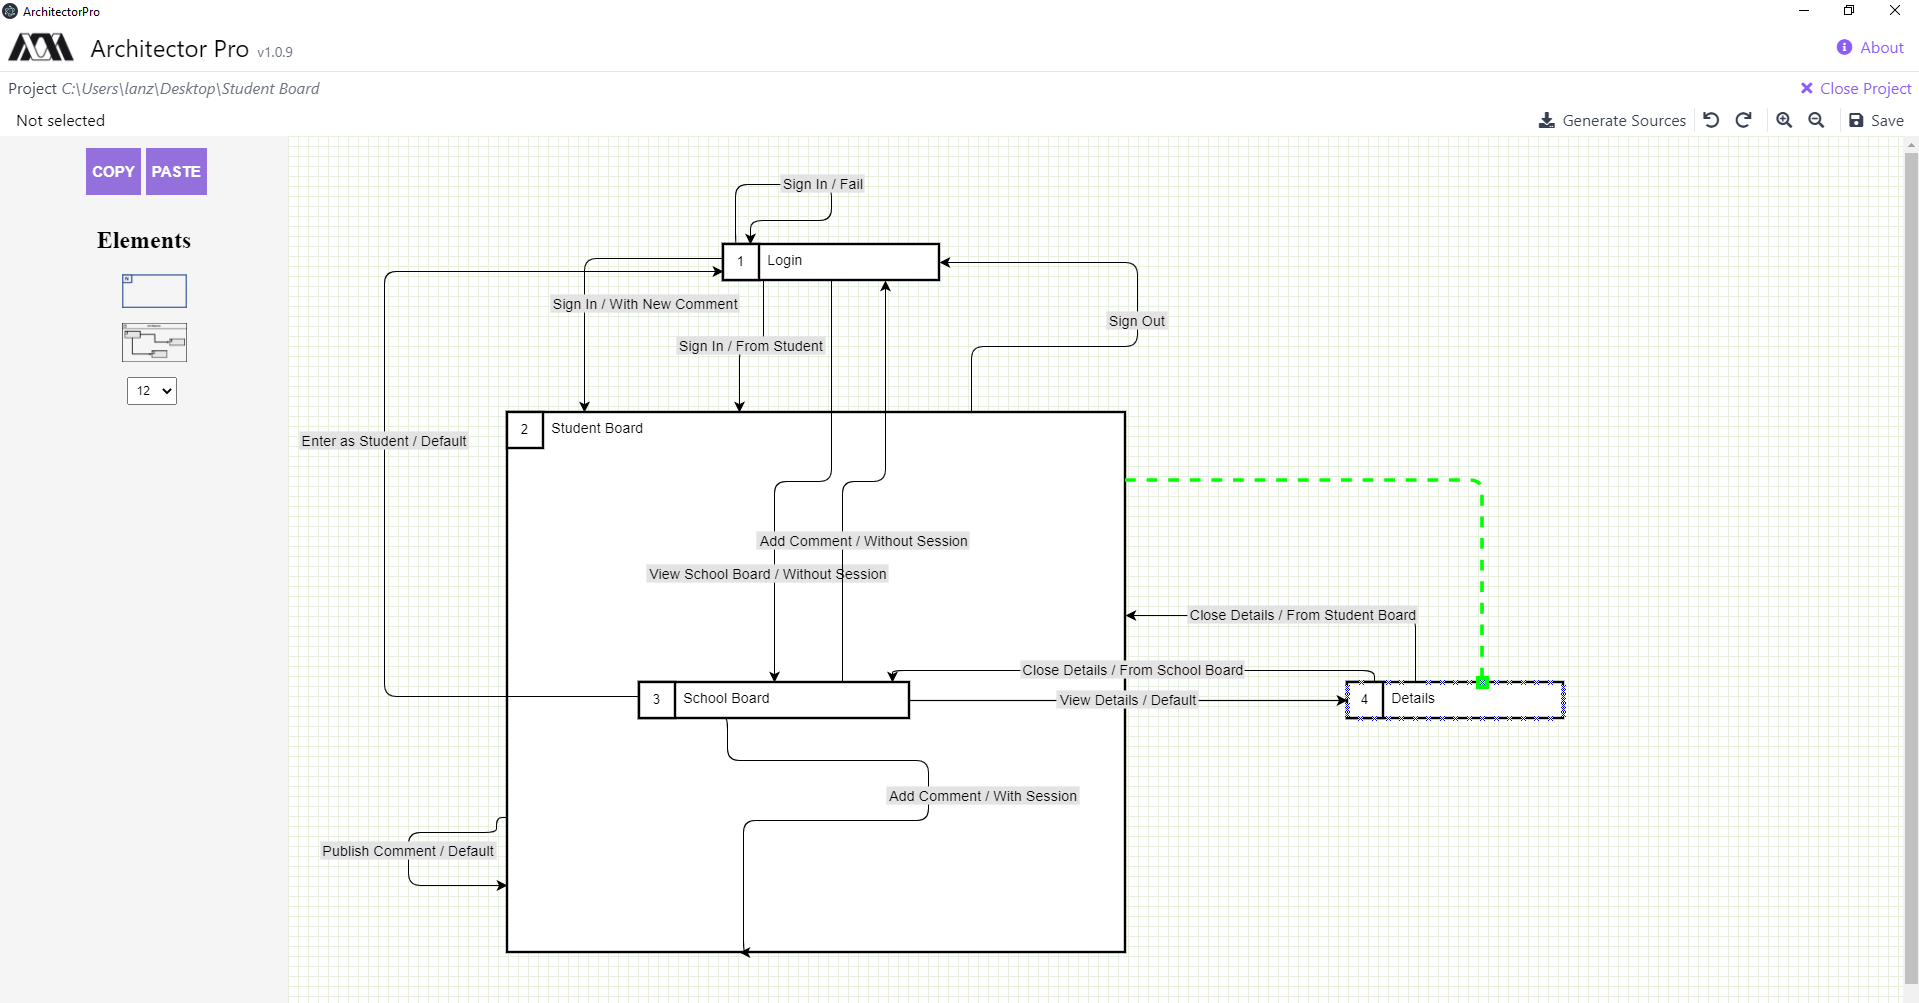 ArchitectorPro
Architector Pro v1.0.9
About
Project C:\Users\lanz\Desktop\Student Board
Close Project
Not selected
Generate Sources
Save
COPY PASTE
Elements
12
Sign In / Fail
1 Login
Sign In / With New Comment
Sign In / From Student
Sign Out
2 Student Board
Enter as Student / Default
Add Comment / Without Session
View School Board / Without Session
Close Details / From Student Board
Close Details / From School Board
3 School Board
View Details / Default
4 Details
Add Comment / With Session
Publish Comment / Default